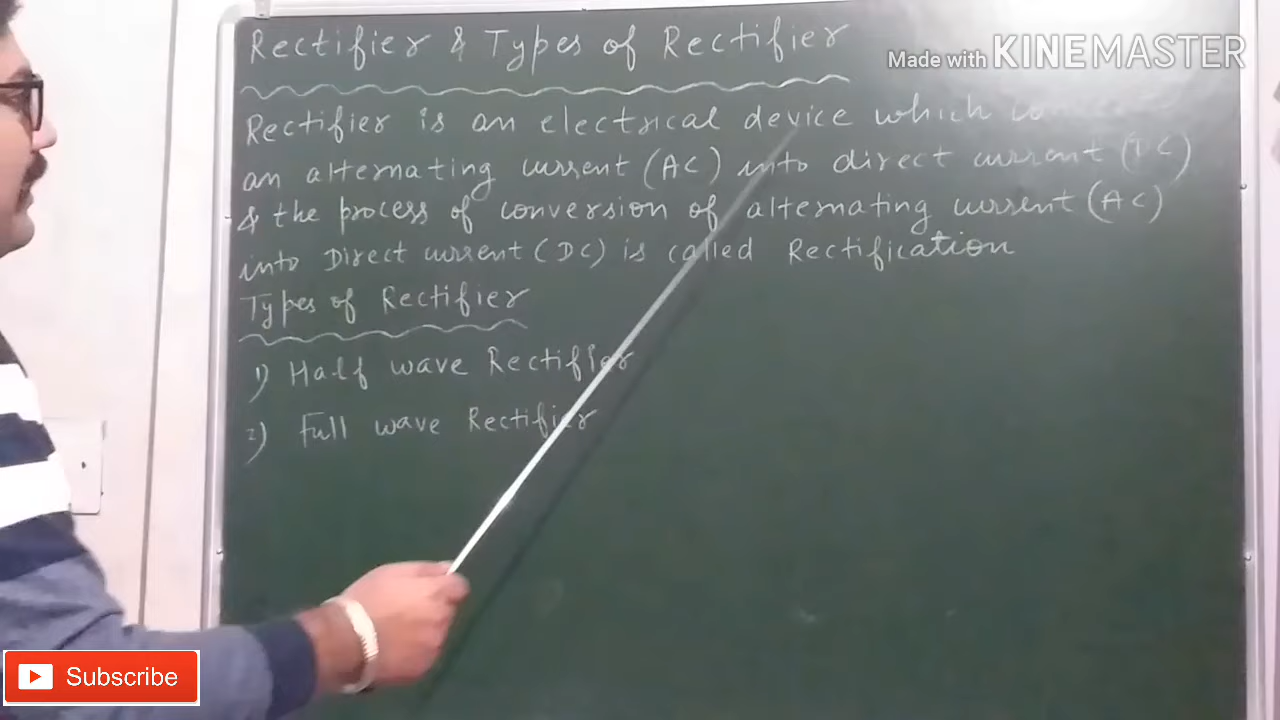 Rectifier & Types of Rectifier
Made with KINEMASTER
Rectifier is an electrical device which
an alternating current (AC) into direct current (DC)
& the process of conversion of alternating current (AC)
into Direct current (DC) is called Rectification
Types of Rectifier
1) Half wave Rectifier
2) Full wave Rectifier
Subscribe